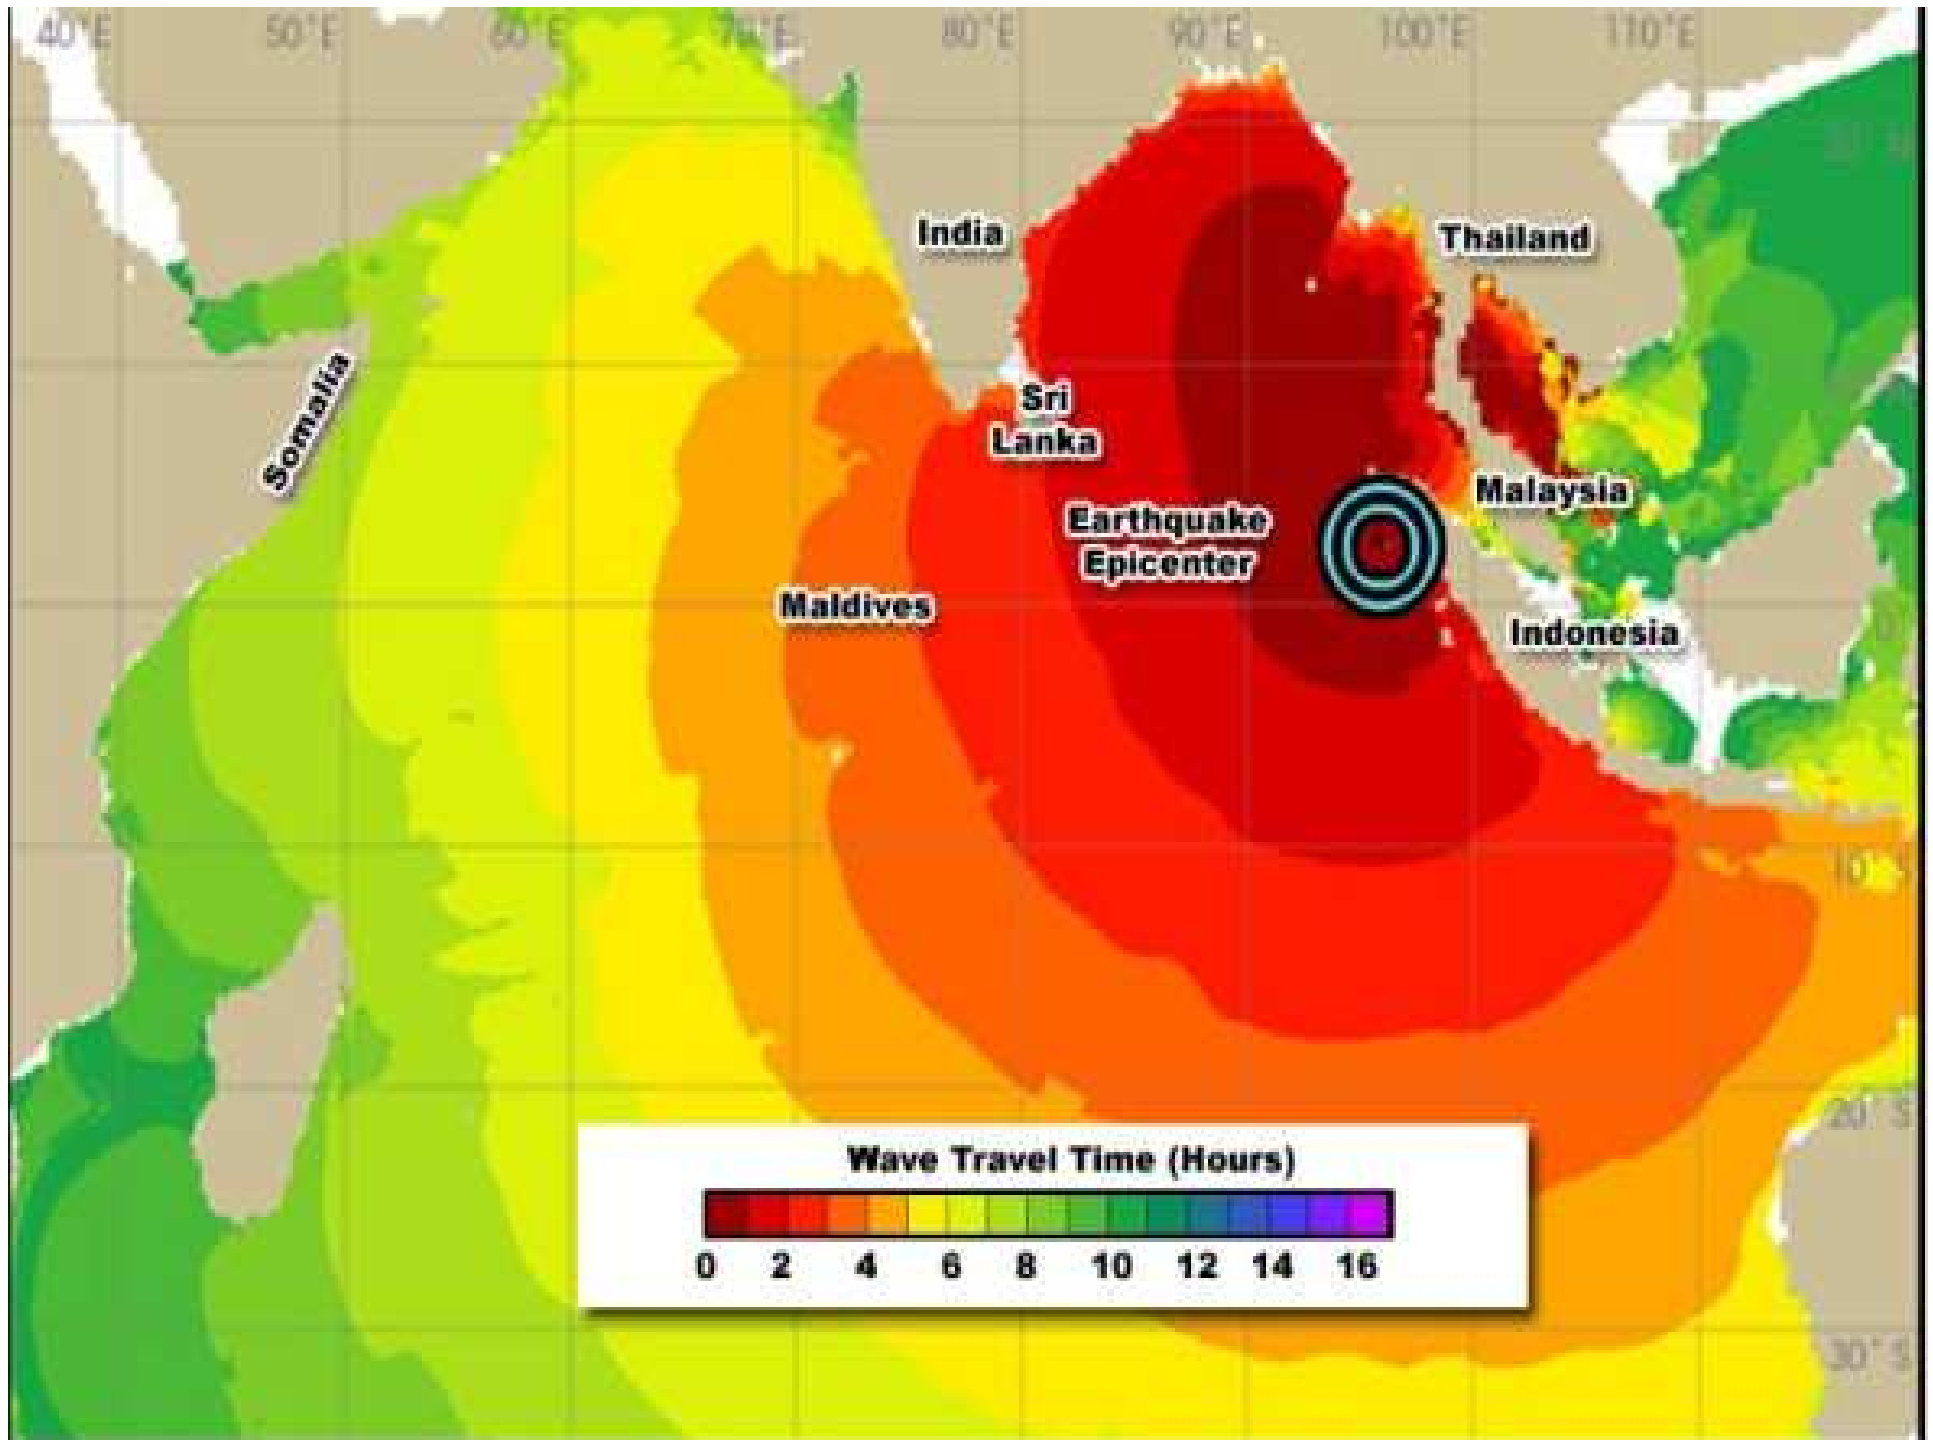 40°E 50°E 60°E 70°E 80°E 90°E 100°E 110°E
India
Thailand
Somalia
Sri
Lanka
Malaysia
Earthquake
Epicenter
Maldives
Indonesia
10° S
20° S
Wave Travel Time (Hours)
0 2 4 6 8 10 12 14 16
30° S